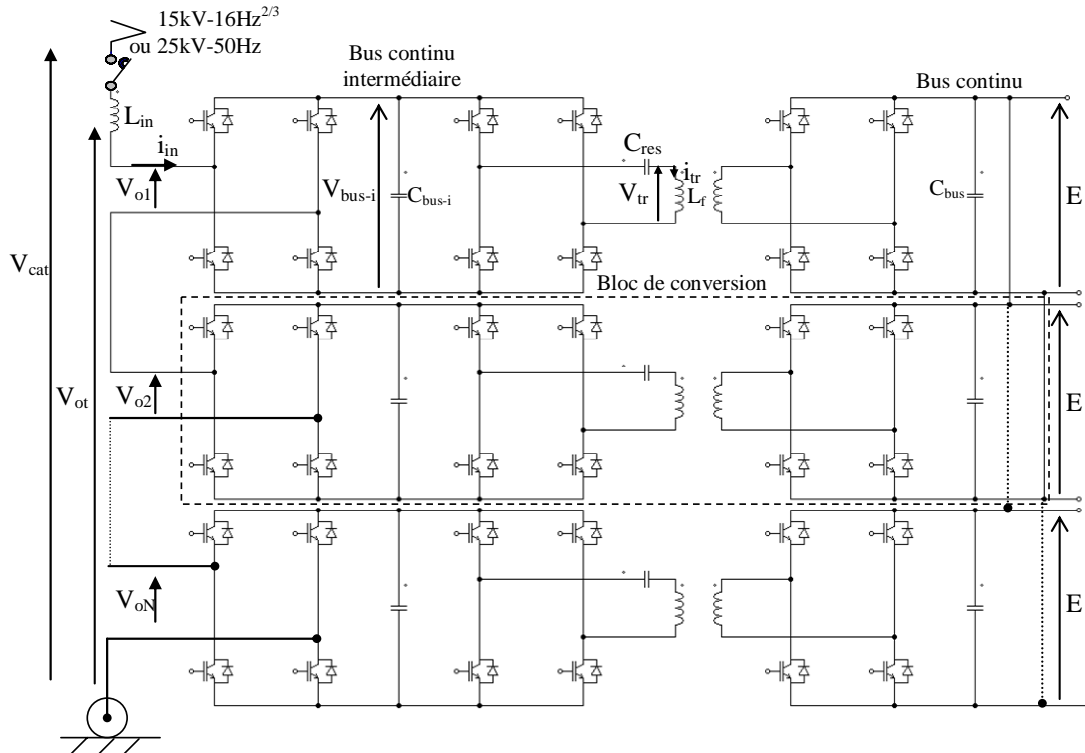 15kV-16Hz2/3
ou 25kV-50Hz
Bus continu
intermédiaire
Bus continu
Lin
iin
Vo1
Vbus-i
Cbus-i
Cres
itr
Vtr
Lf
Cbus
E
Vcat
Bloc de conversion
Vot
Vo2
E
VoN
E